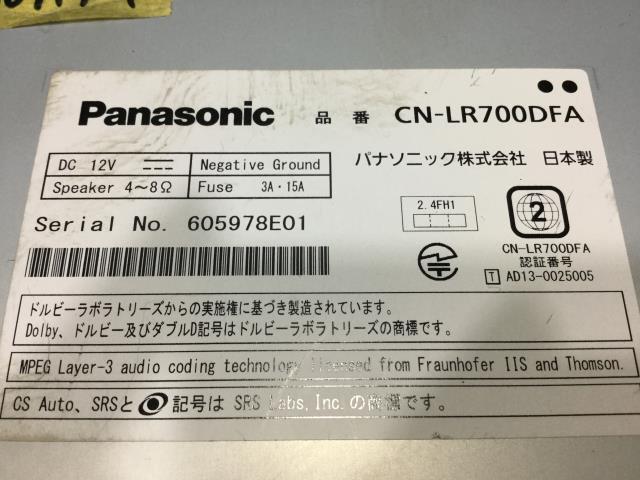 Panasonic 品番 CN-LR700DFA
DC 12V Negative Ground
Speaker 4~8Ω Fuse 3A・15A
パナソニック株式会社 日本製
Serial No. 605978E01
2.4FH1
2
CN-LR700DFA
認証番号
T AD13-0025005
ドルビーラボラトリーズからの実施権に基づき製造されています。
Dolby、ドルビー及びダブルD記号はドルビーラボラトリーズの商標です。
MPEG Layer-3 audio coding technology licensed from Fraunhofer IIS and Thomson.
CS Auto、SRSと 記号は SRS Labs, Inc.の商標です。